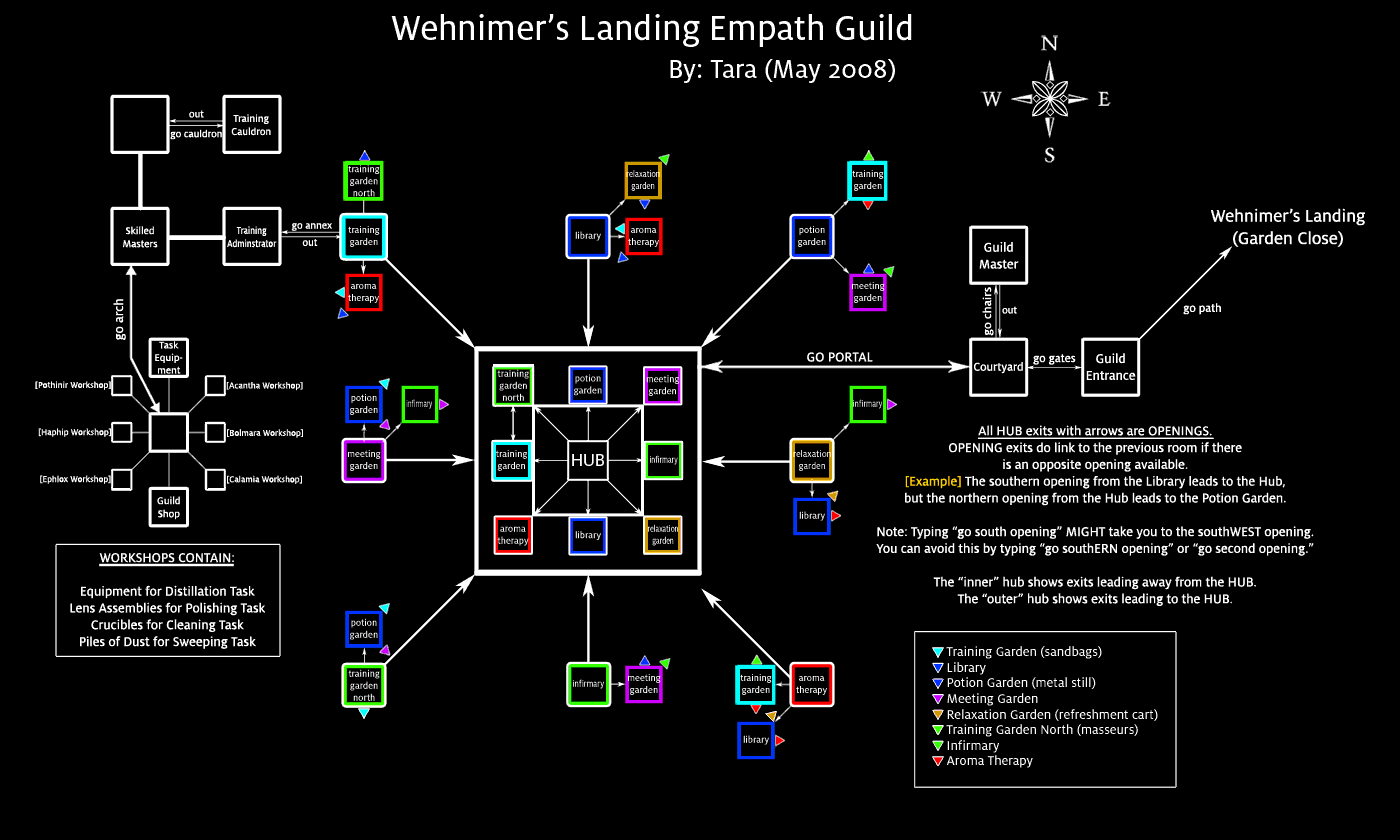 Wehnimer's Landing Empath Guild
By: Tara (May 2008)
N
W
E
S
out
go cauldron
Training
Cauldron
training
garden
north
relaxation
garden
training
garden
Skilled
Masters
Training
Adminstrator
go annex
out
training
garden
library
aroma
therapy
potion
garden
Wehnimer's Landing
(Garden Close)
Guild
Master
aroma
therapy
meeting
garden
go arch
go chairs
out
go path
Task
Equip-
ment
GO PORTAL
Courtyard
go gates
Guild
Entrance
[Pothinir Workshop]
[Acantha Workshop]
[Haphip Workshop]
[Bolmara Workshop]
[Ephlox Workshop]
[Calamia Workshop]
Guild
Shop
potion
garden
infirmary
meeting
garden
training
garden
north
potion
garden
meeting
garden
training
garden
HUB
infirmary
aroma
therapy
library
relaxation
garden
infirmary
relaxation
garden
library
All HUB exits with arrows are OPENINGS.
OPENING exits do link to the previous room if there
is an opposite opening available.
[Example] The southern opening from the Library leads to the Hub,
but the northern opening from the Hub leads to the Potion Garden.
Note: Typing "go south opening" MIGHT take you to the southWEST opening.
You can avoid this by typing "go southERN opening" or "go second opening."
The "inner" hub shows exits leading away from the HUB.
The "outer" hub shows exits leading to the HUB.
WORKSHOPS CONTAIN:
Equipment for Distillation Task
Lens Assemblies for Polishing Task
Crucibles for Cleaning Task
Piles of Dust for Sweeping Task
potion
garden
training
garden
north
infirmary
meeting
garden
training
garden
aroma
therapy
library
Training Garden (sandbags)
Library
Potion Garden (metal still)
Meeting Garden
Relaxation Garden (refreshment cart)
Training Garden North (masseurs)
Infirmary
Aroma Therapy